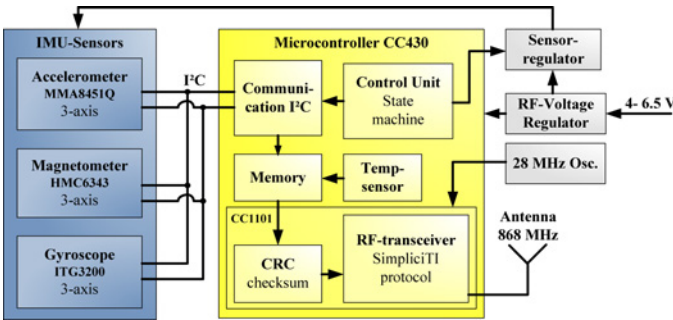 IMU-Sensors
Accelerometer
MMA8451Q
3-axis
Magnetometer
HMC6343
3-axis
Gyroscope
ITG3200
3-axis
I²C
Microcontroller CC430
Communi-
cation I²C
Control Unit
State
machine
Memory
Temp-
sensor
CC1101
CRC
checksum
RF-transceiver
SimpliciTI
protocol
Sensor-
regulator
RF-Voltage
Regulator
4- 6.5 V
28 MHz Osc.
Antenna
868 MHz